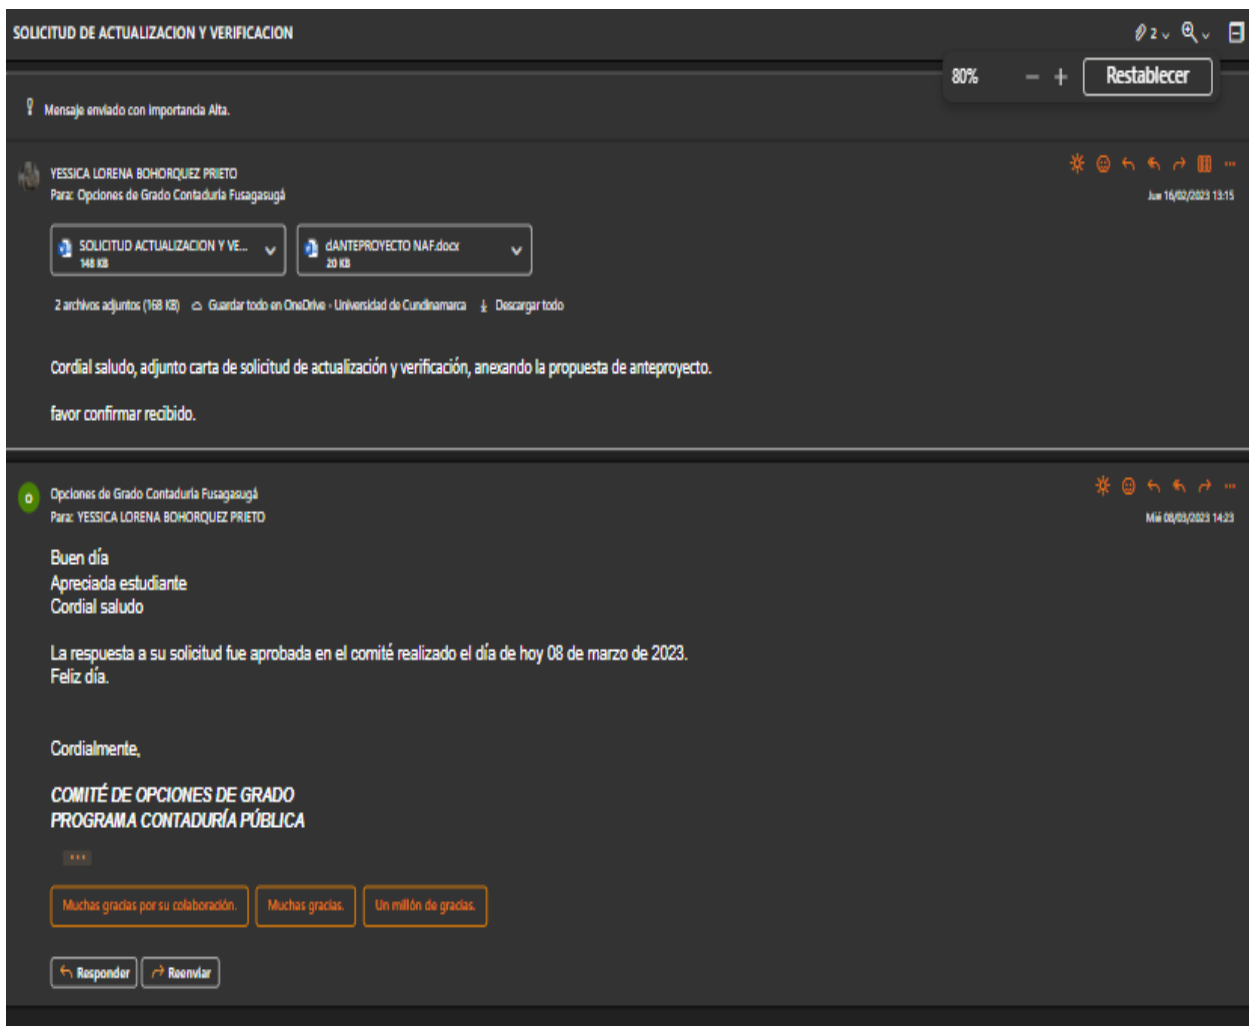 SOLICITUD DE ACTUALIZACION Y VERIFICACION
2
80%
Restablecer
Mensaje enviado con importancia Alta.
YESSICA LORENA BOHORQUEZ PRIETO
Para: Opciones de Grado Contaduría Fusagasugá
Jue 16/02/2023 13:15
SOLICITUD ACTUALIZACION Y VE...
148 KB
dANTEPROYECTO NAF.docx
20 KB
2 archivos adjuntos (168 KB) Guardar todo en OneDrive - Universidad de Cundinamarca Descargar todo
Cordial saludo, adjunto carta de solicitud de actualización y verificación, anexando la propuesta de anteproyecto.
favor confirmar recibido.
O
Opciones de Grado Contaduría Fusagasugá
Para: YESSICA LORENA BOHORQUEZ PRIETO
Mié 08/03/2023 14:23
Buen día
Apreciada estudiante
Cordial saludo
La respuesta a su solicitud fue aprobada en el comité realizado el día de hoy 08 de marzo de 2023.
Feliz día.
Cordialmente,
COMITÉ DE OPCIONES DE GRADO
PROGRAMA CONTADURÍA PÚBLICA
...
Muchas gracias por su colaboración.
Muchas gracias.
Un millón de gracias.
Responder
Reenviar